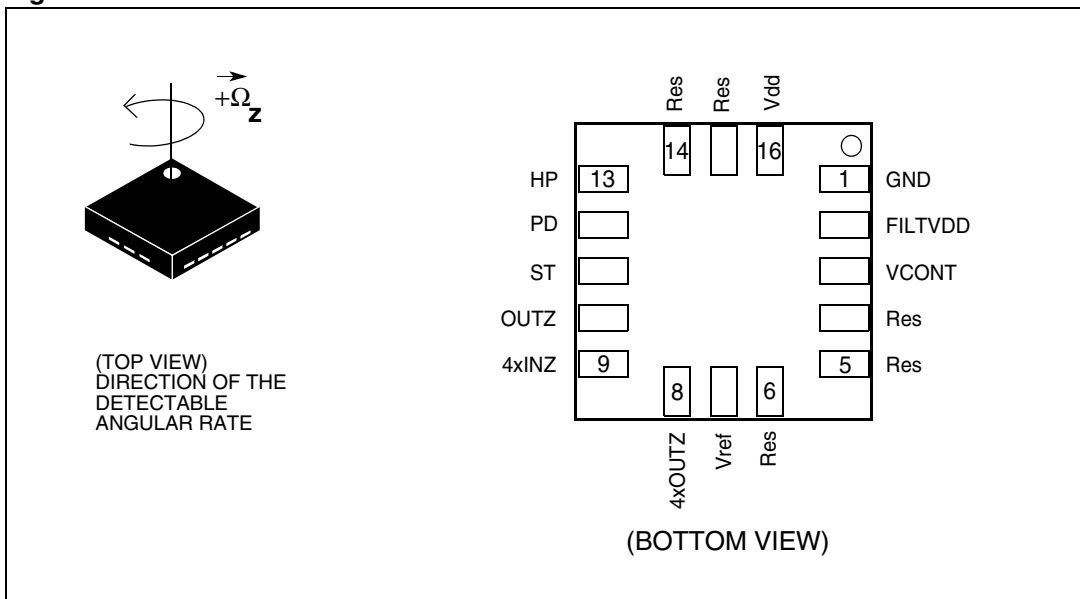 +Ω
z
(TOP VIEW)
DIRECTION OF THE
DETECTABLE
ANGULAR RATE
Res
Res
Vdd
14
16
HP
13
1
GND
PD
FILTVDD
ST
VCONT
OUTZ
Res
4xINZ
9
5
Res
8
6
4xOUTZ
Vref
Res
(BOTTOM VIEW)